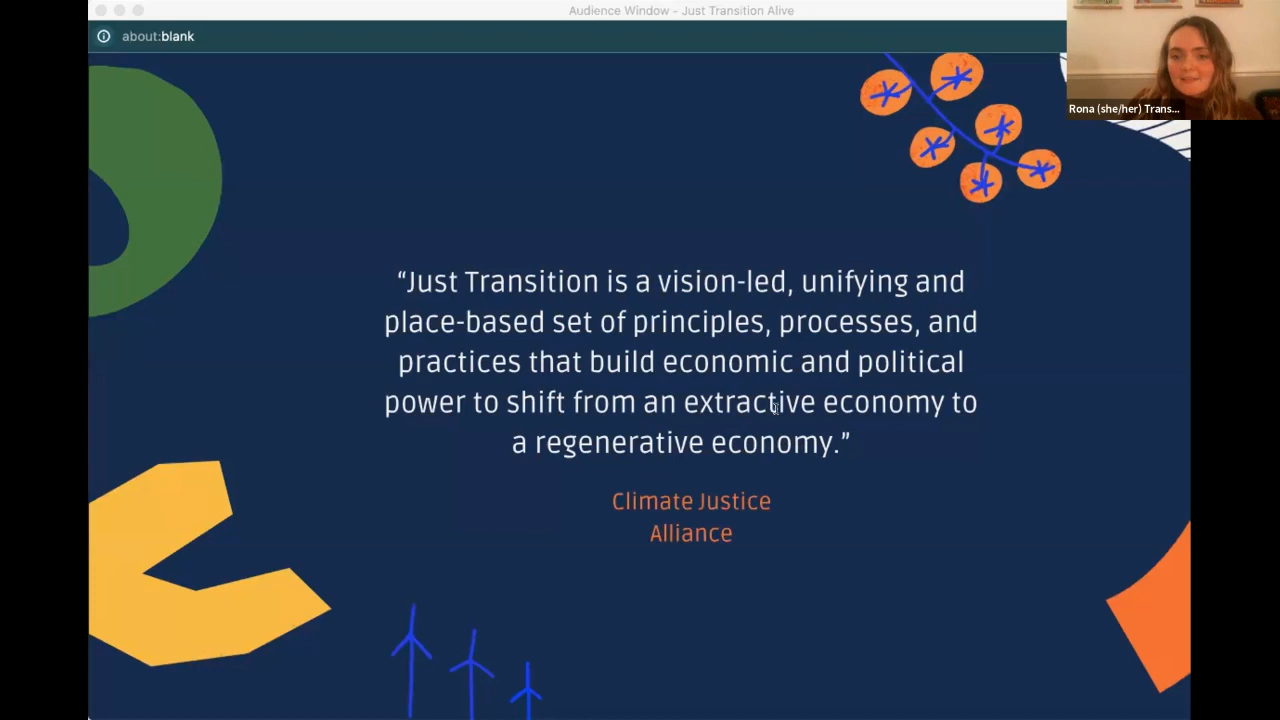 Audience Window - Just Transition Alive
about:blank
Rona (she/her) Trans...
“Just Transition is a vision-led, unifying and
place-based set of principles, processes, and
practices that build economic and political
power to shift from an extractive economy to
a regenerative economy.”
Climate Justice
Alliance